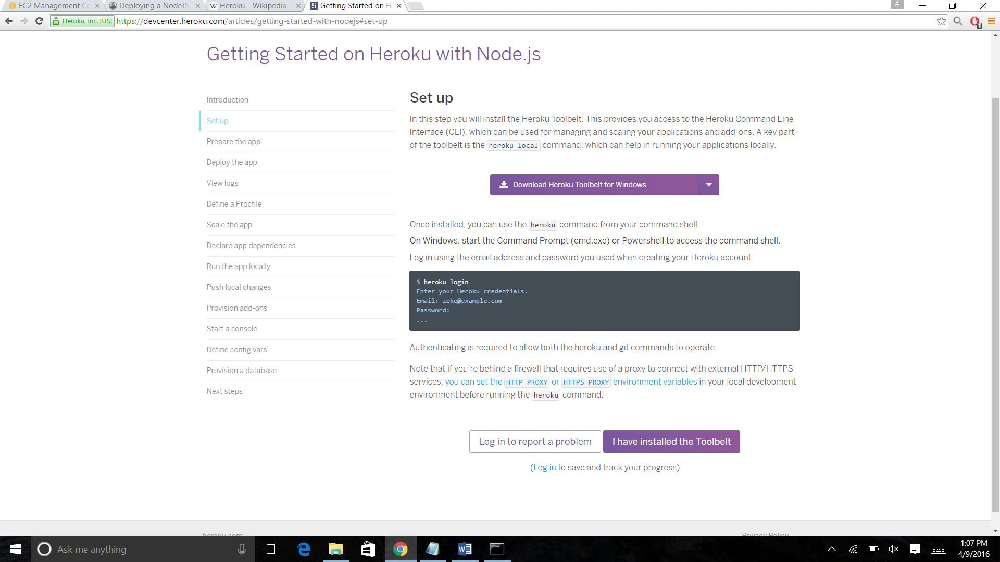 EC2 Management Co
Deploying a NodeJS
W Heroku - Wikipedia,
Getting Started on H
Heroku, Inc. [US] https://devcenter.heroku.com/articles/getting-started-with-nodejs#set-up
1
Getting Started on Heroku with Node.js
Introduction
Set up
Prepare the app
Deploy the app
View logs
Define a Procfile
Scale the app
Declare app dependencies
Run the app locally
Push local changes
Provision add-ons
Start a console
Define config vars
Provision a database
Next steps
Set up
In this step you will install the Heroku Toolbelt. This provides you access to the Heroku Command Line
Interface (CLI), which can be used for managing and scaling your applications and add-ons. A key part
of the toolbelt is the heroku local command, which can help in running your applications locally.
Download Heroku Toolbelt for Windows
Once installed, you can use the heroku command from your command shell.
On Windows, start the Command Prompt (cmd.exe) or Powershell to access the command shell.
Log in using the email address and password you used when creating your Heroku account:
$ heroku login
Enter your Heroku credentials.
Email: zeke@example.com
Password:
...
Authenticating is required to allow both the heroku and git commands to operate.
Note that if you're behind a firewall that requires use of a proxy to connect with external HTTP/HTTPS
services, you can set the HTTP_PROXY or HTTPS_PROXY environment variables in your local development
environment before running the heroku command.
Log in to report a problem
I have installed the Toolbelt
(Log in to save and track your progress)
heroku.com
Privacy Policy
Ask me anything
1:07 PM
4/9/2016